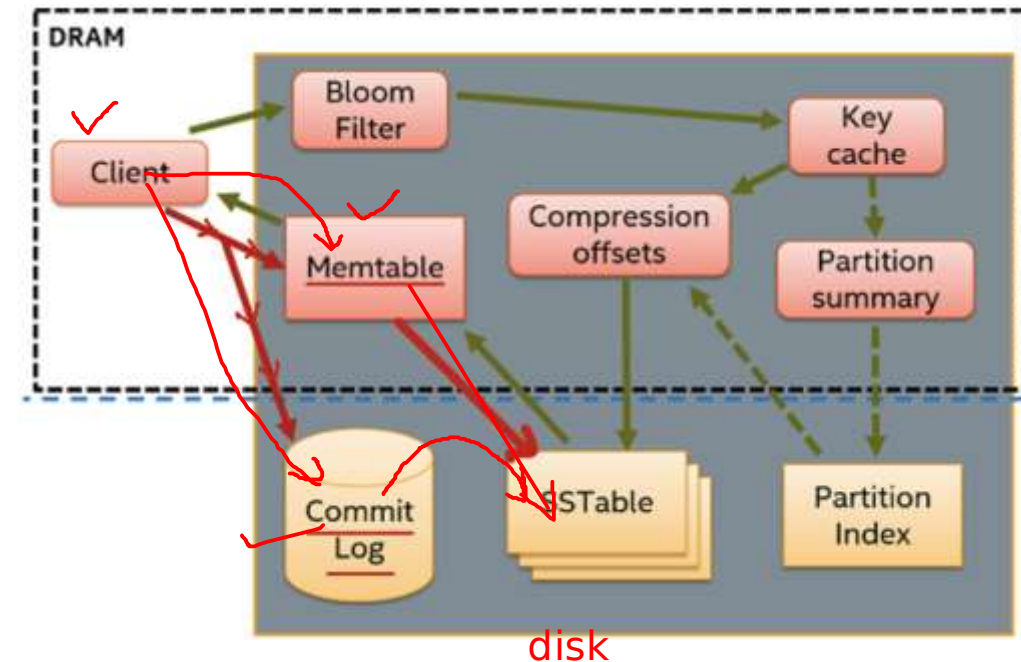 DRAM
Bloom
Filter
Key
cache
Client
Compression
offsets
Memtable
Partition
summary
Commit
Log
SSTable
Partition
Index
disk